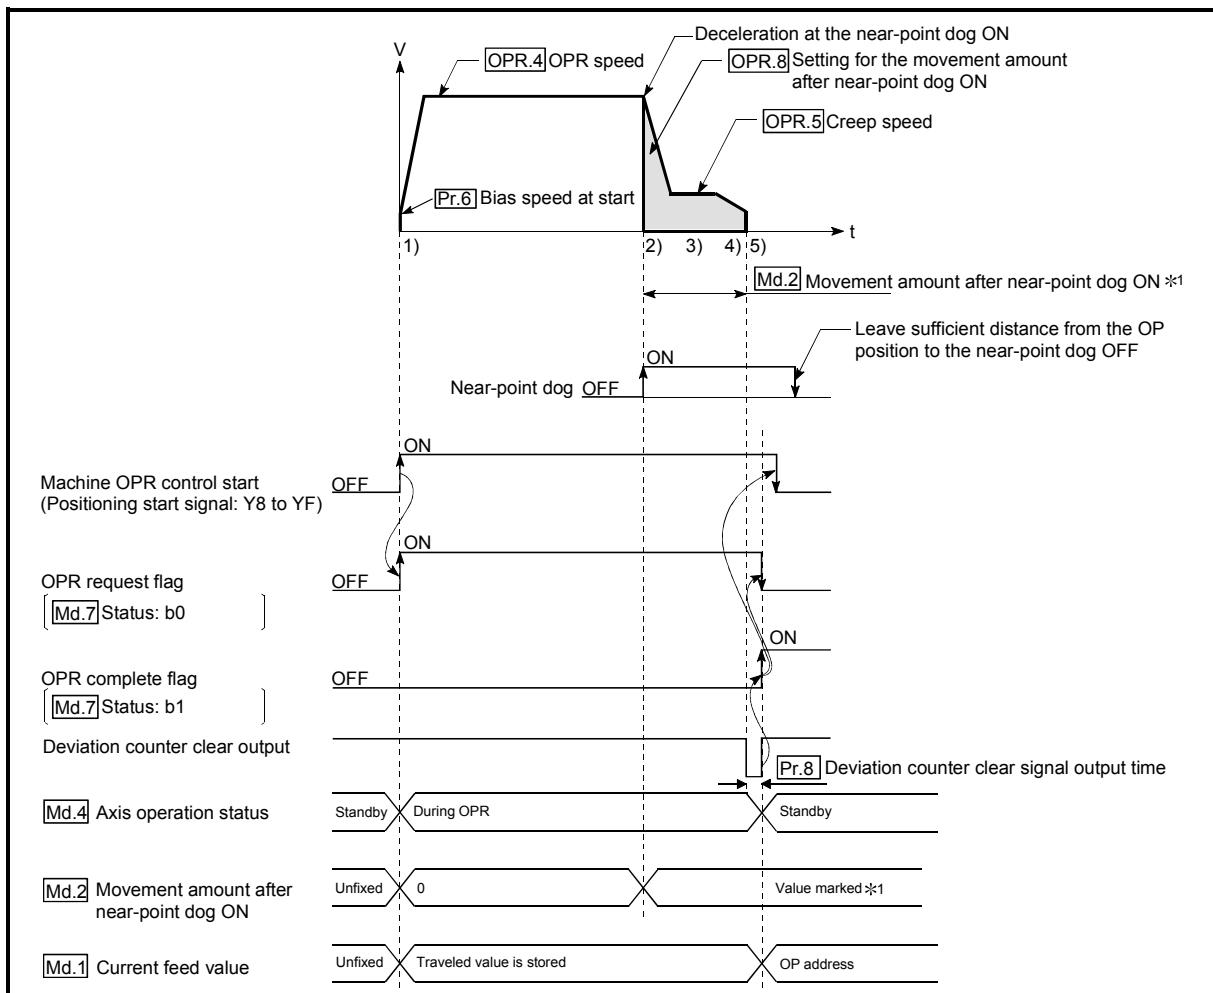 Deceleration at the near-point dog ON
V
OPR.4 OPR speed
OPR.8 Setting for the movement amount
after near-point dog ON
OPR.5 Creep speed
Pr.6 Bias speed at start
1) 2) 3) 4) 5) t
Md.2 Movement amount after near-point dog ON *1
Leave sufficient distance from the OP
position to the near-point dog OFF
ON
Near-point dog OFF
ON
Machine OPR control start
(Positioning start signal: Y8 to YF)
OFF
ON
OPR request flag
OFF
Md.7 Status: b0
ON
OPR complete flag
OFF
Md.7 Status: b1
Deviation counter clear output
Pr.8 Deviation counter clear signal output time
Md.4 Axis operation status Standby During OPR Standby
Md.2 Movement amount after
near-point dog ON
Unfixed 0 Value marked *1
Md.1 Current feed value Unfixed Traveled value is stored OP address